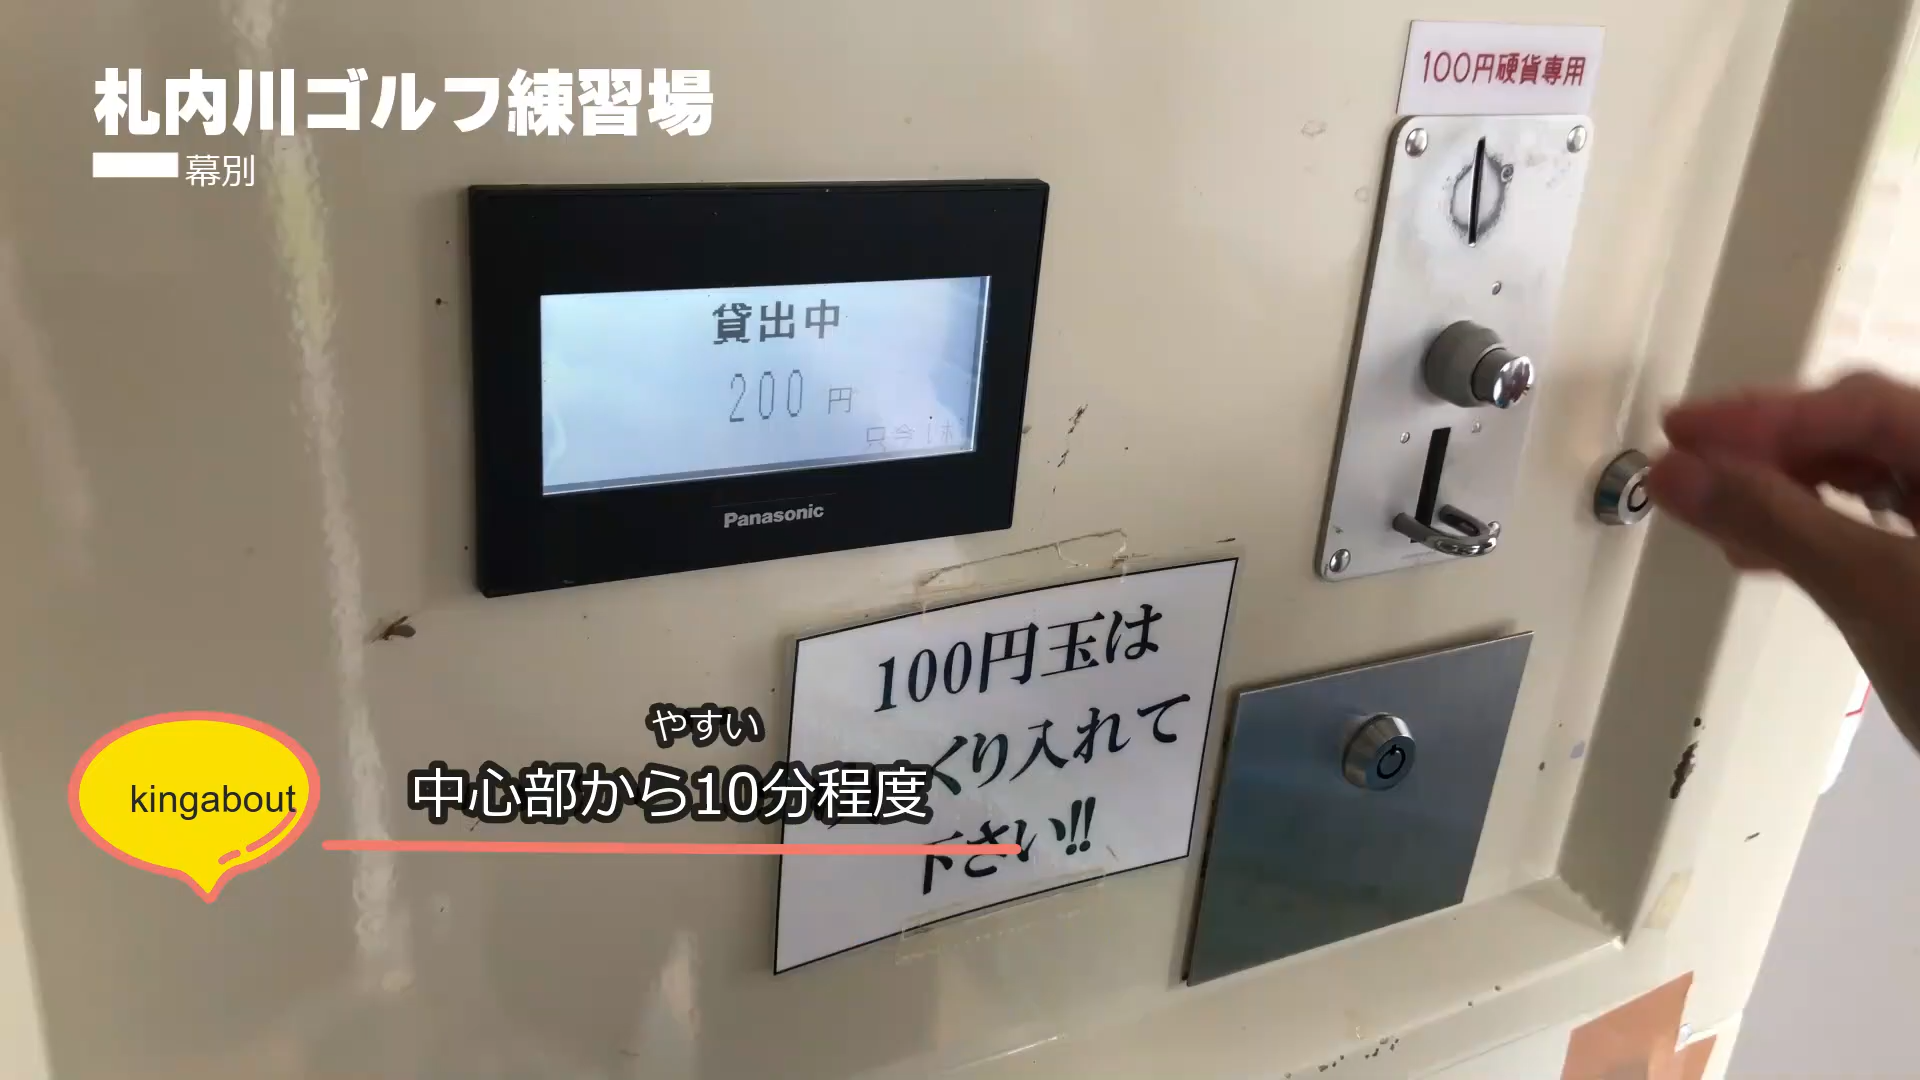 札内川ゴルフ練習場
幕別
100円硬貨専用
貸出中
200 円
只今
Panasonic
100円玉は
くり入れて
下さい!!
やすい
中心部から10分程度
kingabout